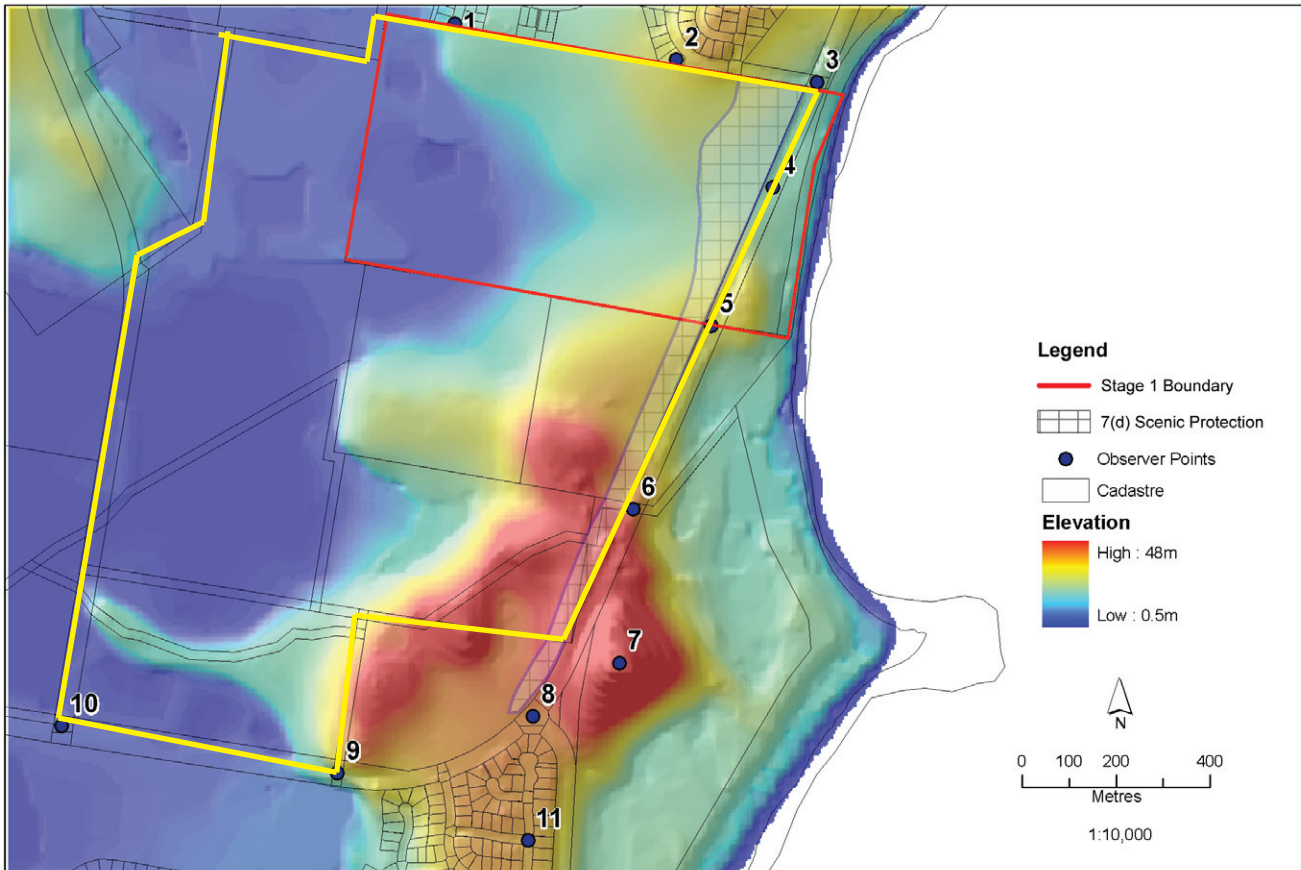 1
2
3
4
5
6
7
8
9
10
11
Legend
Stage 1 Boundary
7(d) Scenic Protection
Observer Points
Cadastre
Elevation
High : 48m
Low : 0.5m
N
0 100 200 400
Metres
1:10,000